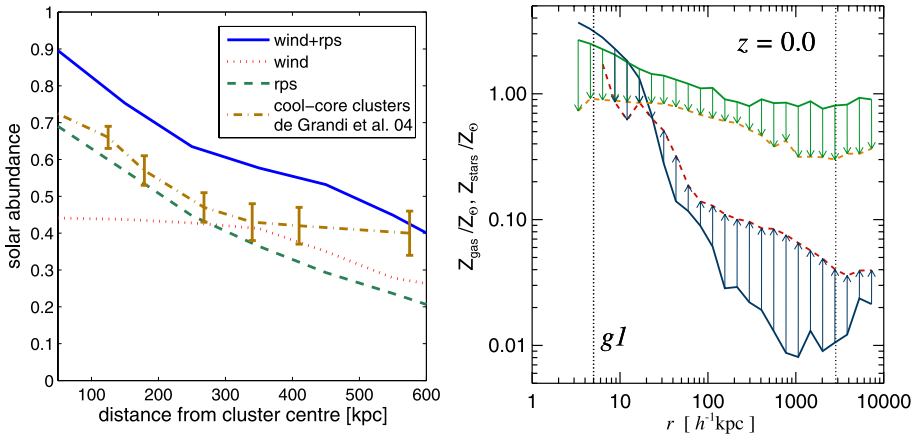 1
0.9
0.8
0.7
0.6
0.5
0.4
0.3
0.2
0.1
0
solar abundance
100
200
300
400
500
600
distance from cluster centre [kpc]
wind+rps
wind
rps
cool−core clusters
de Grandi et al. 04
Z_gas/Z_⊙, Z_stars/Z_⊙
1.00
0.10
0.01
z = 0.0
g1
1
10
100
1000
10000
r [ h⁻¹kpc]